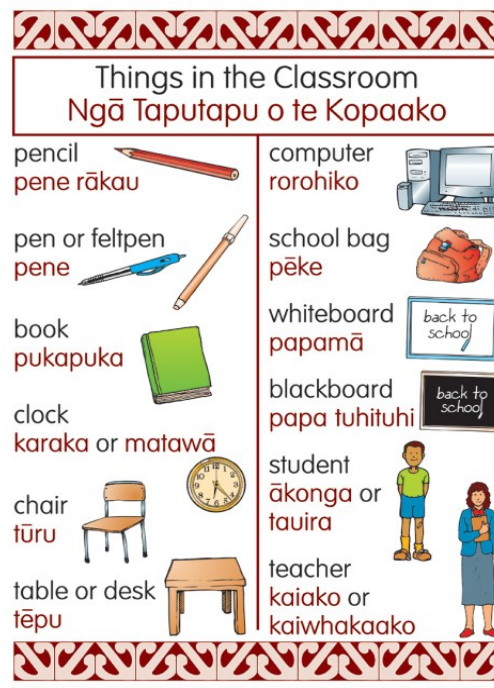 Things in the Classroom
Ngā Taputapu o te Kopaako
pencil
pene rākau
pen or feltpen
pene
book
pukapuka
clock
karaka or matawā
chair
tūru
table or desk
tēpu
computer
rorohiko
school bag
pēke
whiteboard
papamā
back to
school
blackboard
papa tuhituhi
back to
school
student
ākonga or
tauira
teacher
kaiako or
kaiwhakaako